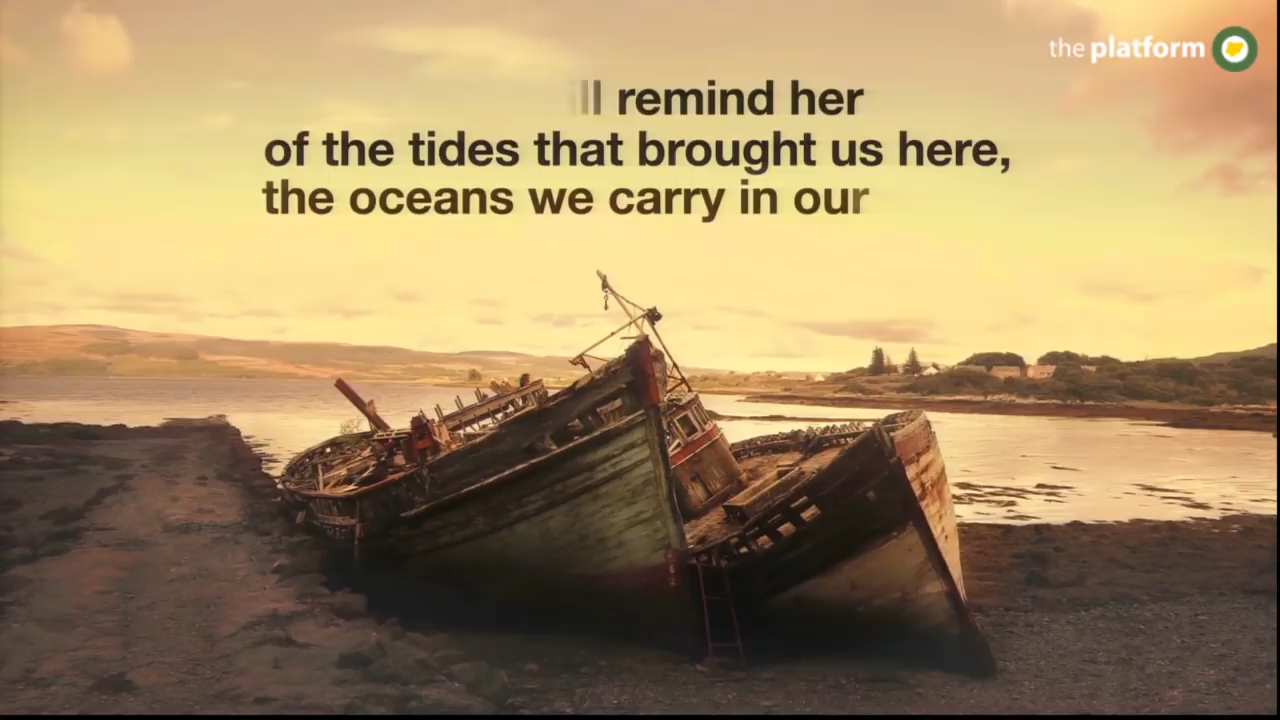 the platform
remind her
of the tides that brought us here,
the oceans we carry in our